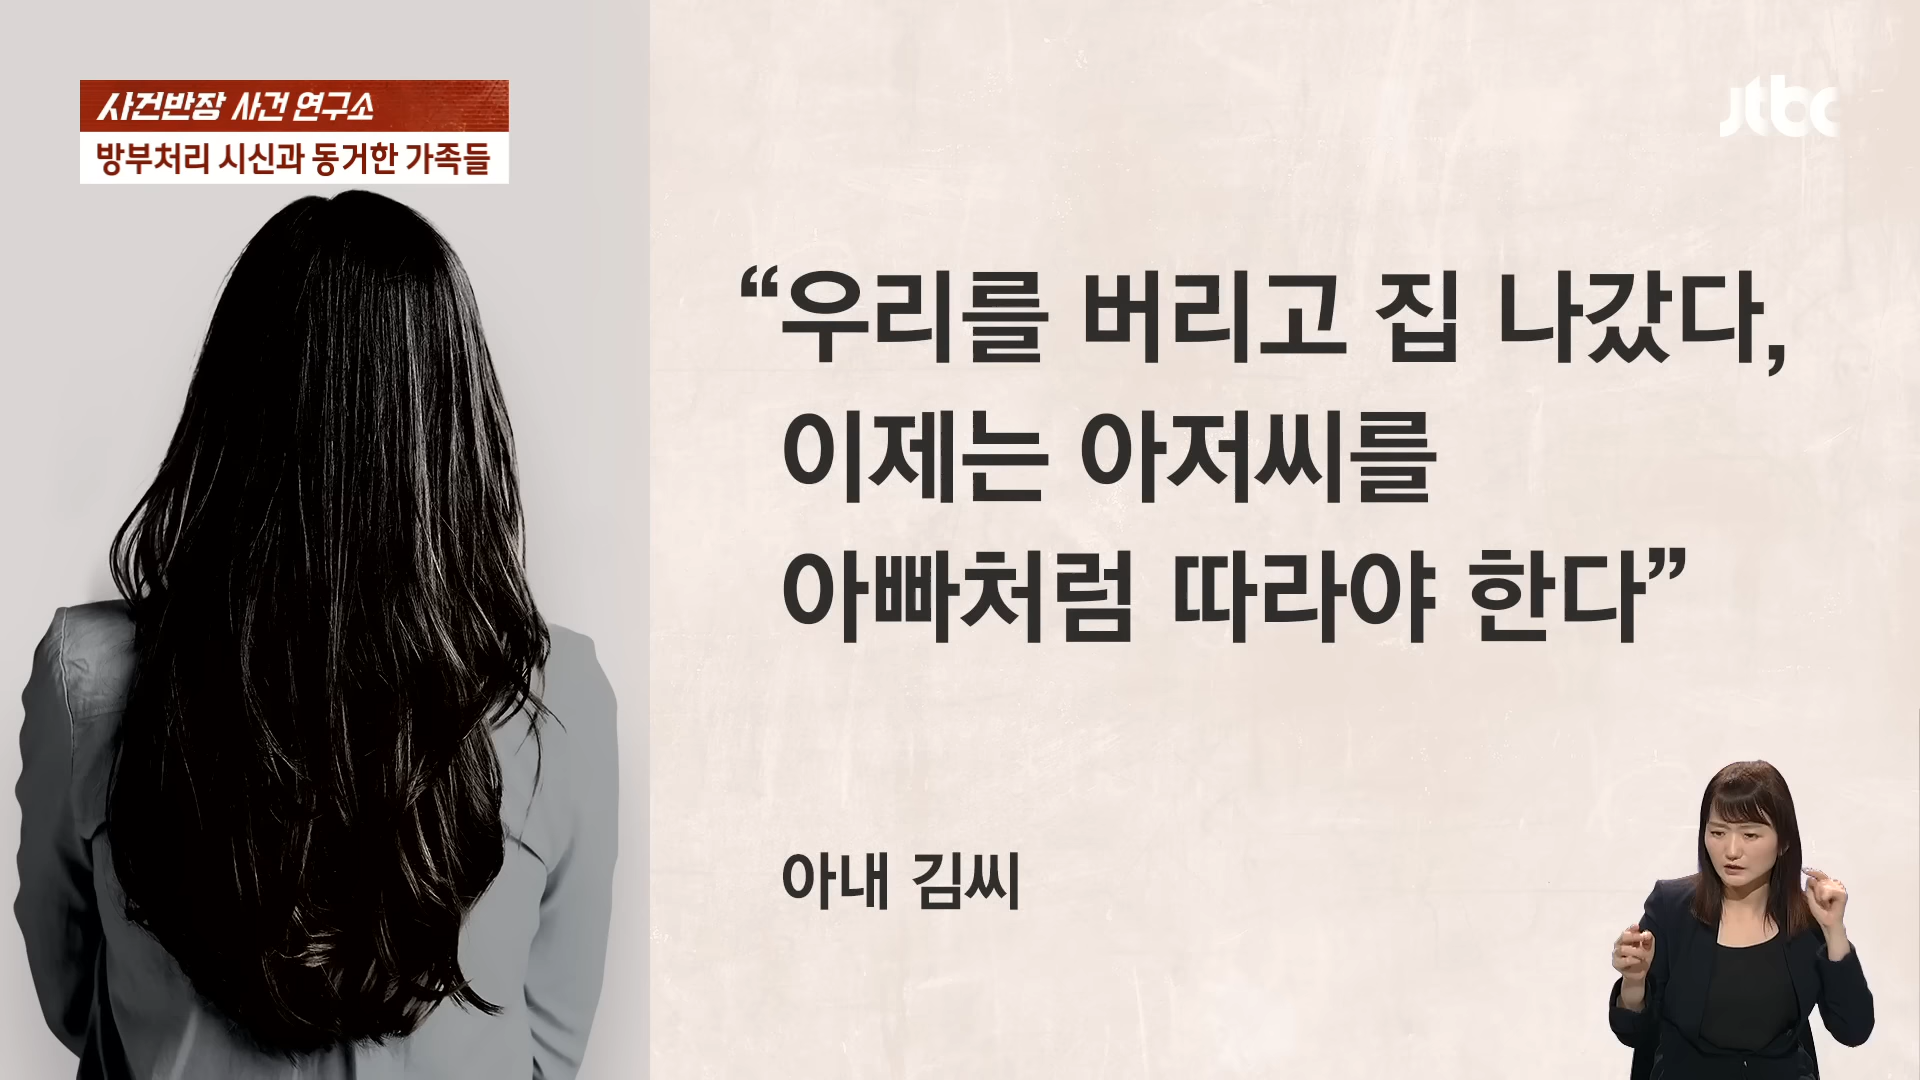 사건반장 사건 연구소
방부처리 시신과 동거한 가족들
jtbc
“우리를 버리고 집 나갔다,
이제는 아저씨를
아빠처럼 따라야 한다”
아내 김씨